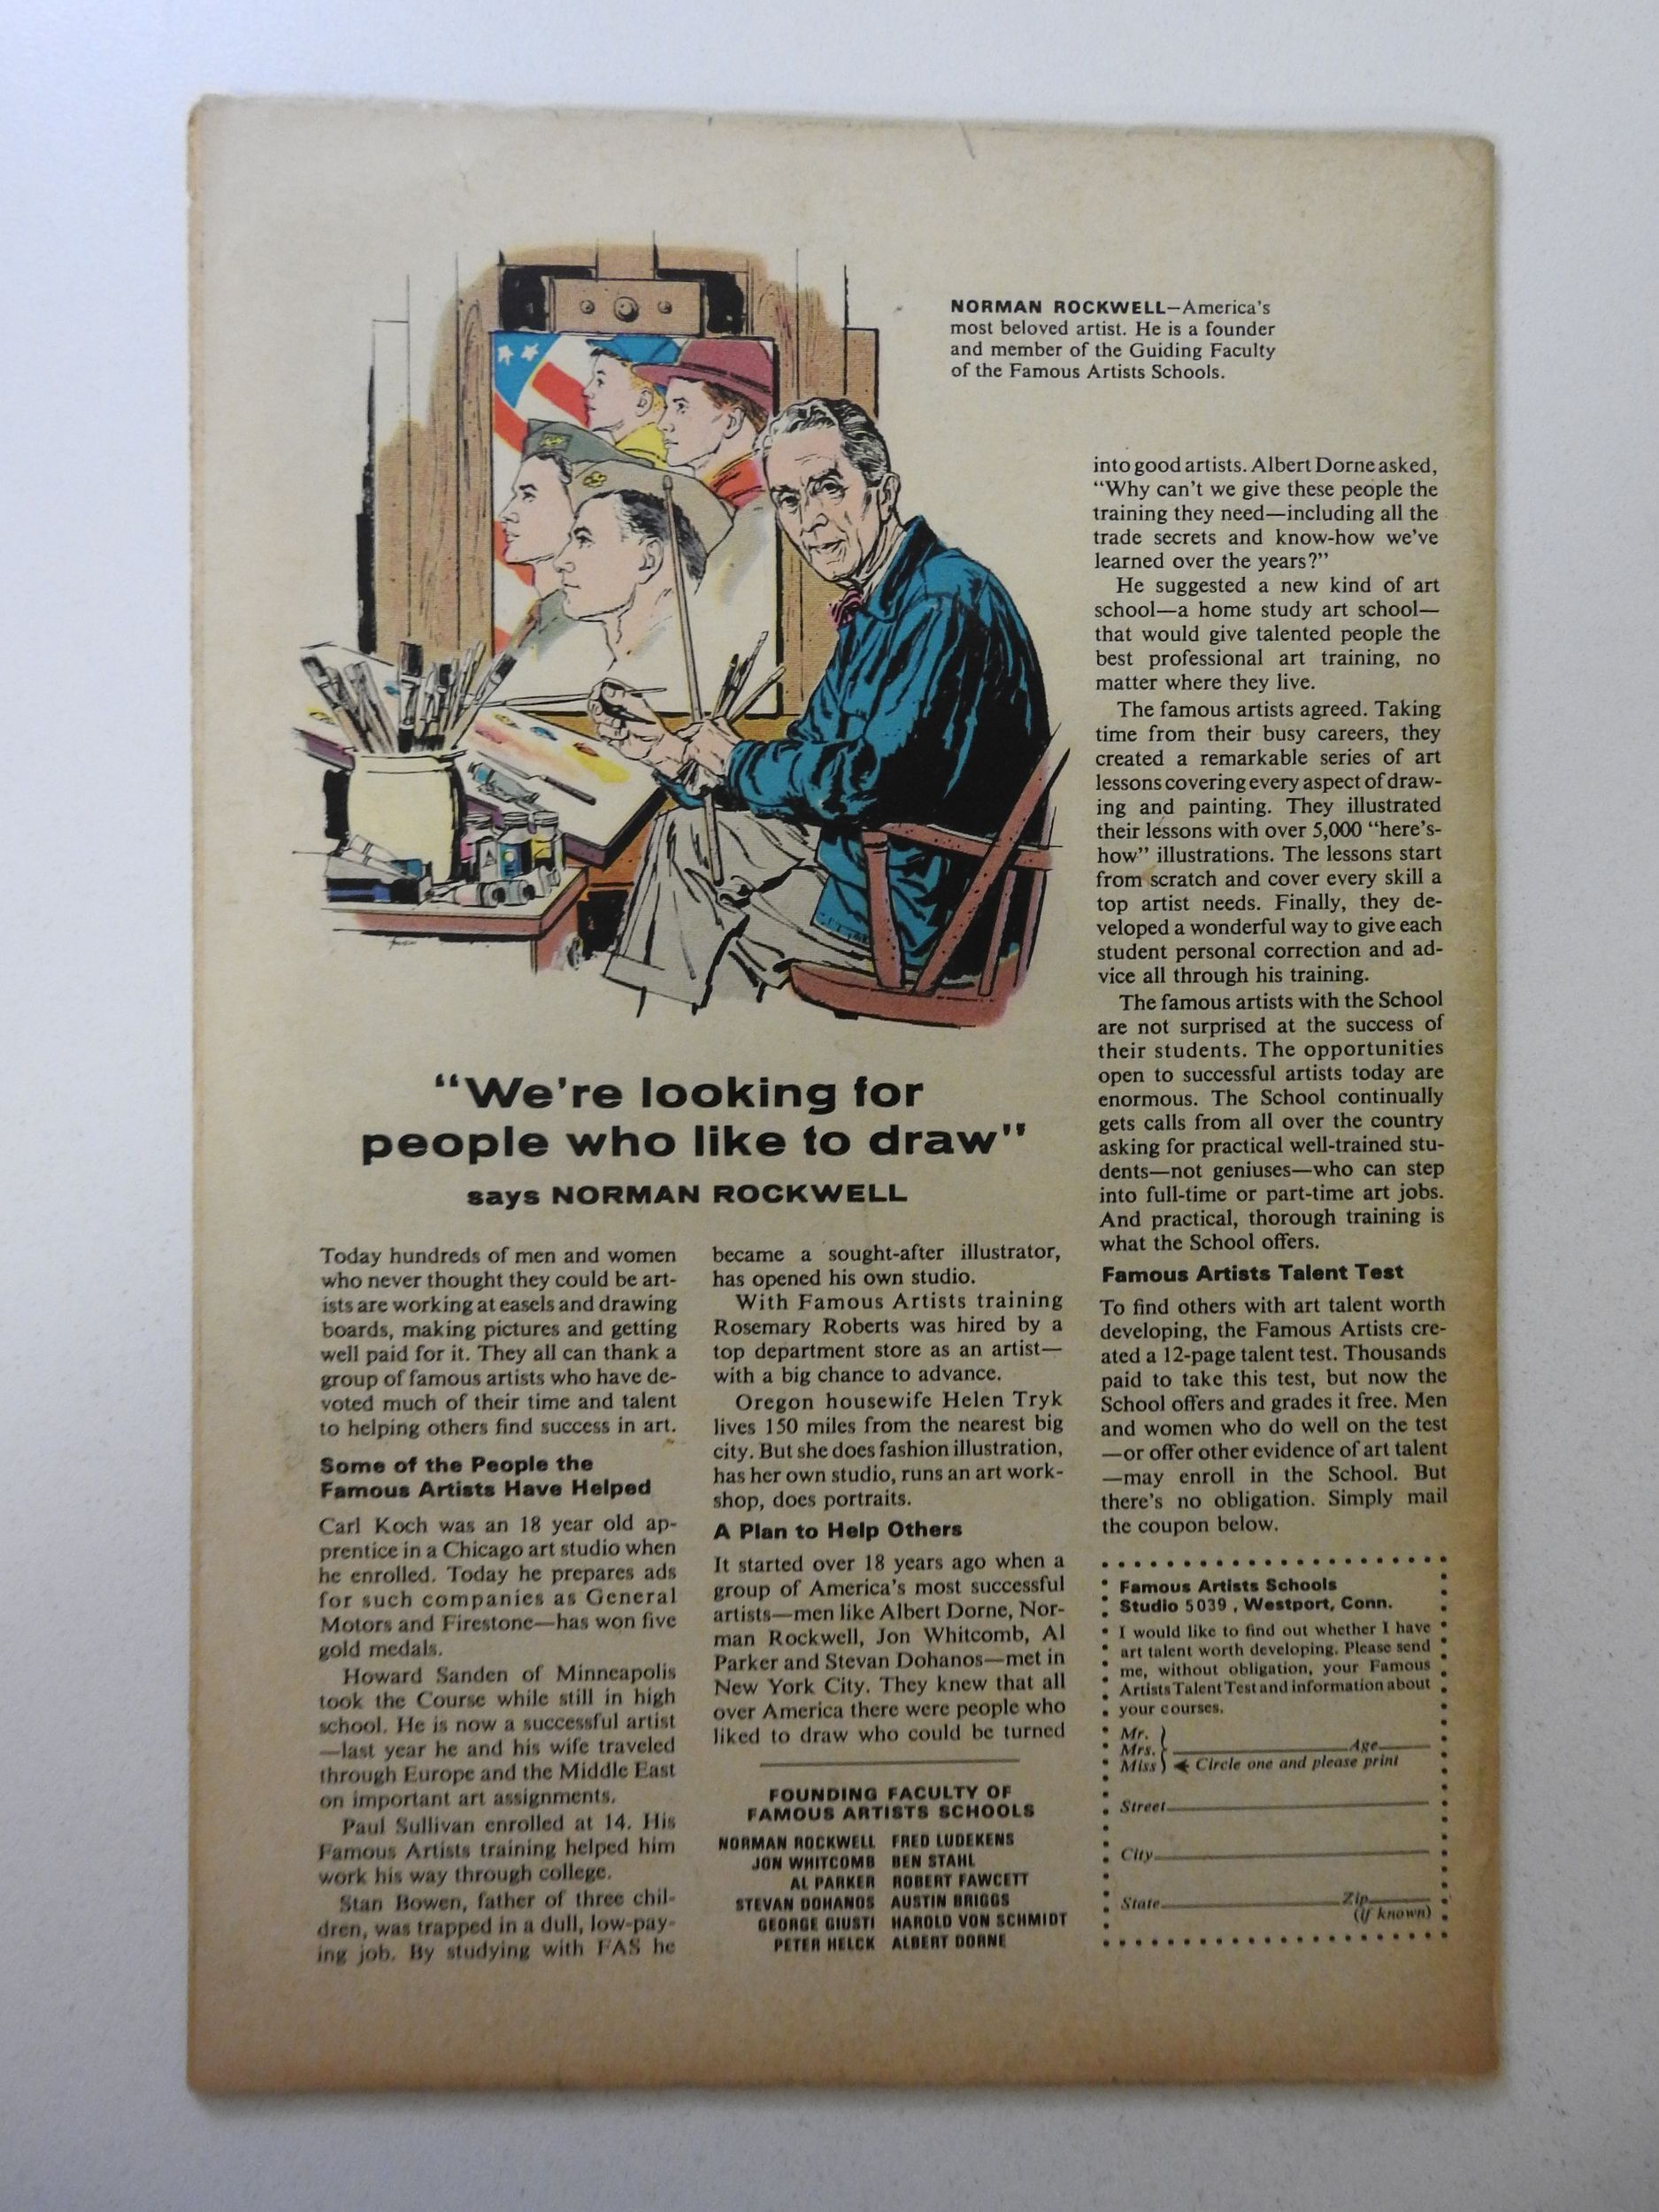 NORMAN ROCKWELL—America's
most beloved artist. He is a founder
and member of the Guiding Faculty
of the Famous Artists Schools.
"We're looking for
people who like to draw"
says NORMAN ROCKWELL
Today hundreds of men and women
who never thought they could be art-
ists are working at easels and drawing
boards, making pictures and getting
well paid for it. They all can thank a
group of famous artists who have de-
voted much of their time and talent
to helping others find success in art.
Some of the People the
Famous Artists Have Helped
Carl Koch was an 18 year old ap-
prentice in a Chicago art studio when
he enrolled. Today he prepares ads
for such companies as General
Motors and Firestone—has won five
gold medals.
Howard Sanden of Minneapolis
took the Course while still in high
school. He is now a successful artist
—last year he and his wife traveled
through Europe and the Middle East
on important art assignments.
Paul Sullivan enrolled at 14. His
Famous Artists training helped him
work his way through college.
Stan Bowen, father of three chil-
dren, was trapped in a dull, low-pay-
ing job. By studying with FAS he
became a sought-after illustrator,
has opened his own studio.
With Famous Artists training
Rosemary Roberts was hired by a
top department store as an artist—
with a big chance to advance.
Oregon housewife Helen Tryk
lives 150 miles from the nearest big
city. But she does fashion illustration,
has her own studio, runs an art work-
shop, does portraits.
A Plan to Help Others
It started over 18 years ago when a
group of America's most successful
artists—men like Albert Dorne, Nor-
man Rockwell, Jon Whitcomb, Al
Parker and Stevan Dohanos—met in
New York City. They knew that all
over America there were people who
liked to draw who could be turned
FOUNDING FACULTY OF
FAMOUS ARTISTS SCHOOLS
NORMAN ROCKWELL FRED LUDEKENS
JON WHITCOMB BEN STAHL
AL PARKER ROBERT FAWCETT
STEVAN DOHANOS AUSTIN BRIGGS
GEORGE GIUSTI HAROLD VON SCHMIDT
PETER HELCK ALBERT DORNE
into good artists. Albert Dorne asked,
"Why can't we give these people the
training they need—including all the
trade secrets and know-how we've
learned over the years?"
He suggested a new kind of art
school—a home study art school—
that would give talented people the
best professional art training, no
matter where they live.
The famous artists agreed. Taking
time from their busy careers, they
created a remarkable series of art
lessons covering every aspect of draw-
ing and painting. They illustrated
their lessons with over 5,000 "here's-
how" illustrations. The lessons start
from scratch and cover every skill a
top artist needs. Finally, they de-
veloped a wonderful way to give each
student personal correction and ad-
vice all through his training.
The famous artists with the School
are not surprised at the success of
their students. The opportunities
open to successful artists today are
enormous. The School continually
gets calls from all over the country
asking for practical well-trained stu-
dents—not geniuses—who can step
into full-time or part-time art jobs.
And practical, thorough training is
what the School offers.
Famous Artists Talent Test
To find others with art talent worth
developing, the Famous Artists cre-
ated a 12-page talent test. Thousands
paid to take this test, but now the
School offers and grades it free. Men
and women who do well on the test
—or offer other evidence of art talent
—may enroll in the School. But
there's no obligation. Simply mail
the coupon below.
Famous Artists Schools
Studio 5039 , Westport, Conn.
I would like to find out whether I have
art talent worth developing. Please send
me, without obligation, your Famous
Artists Talent Test and information about
your courses.
Mr.
Mrs. Age
Miss Circle one and please print
Street
City
State Zip
(if known)